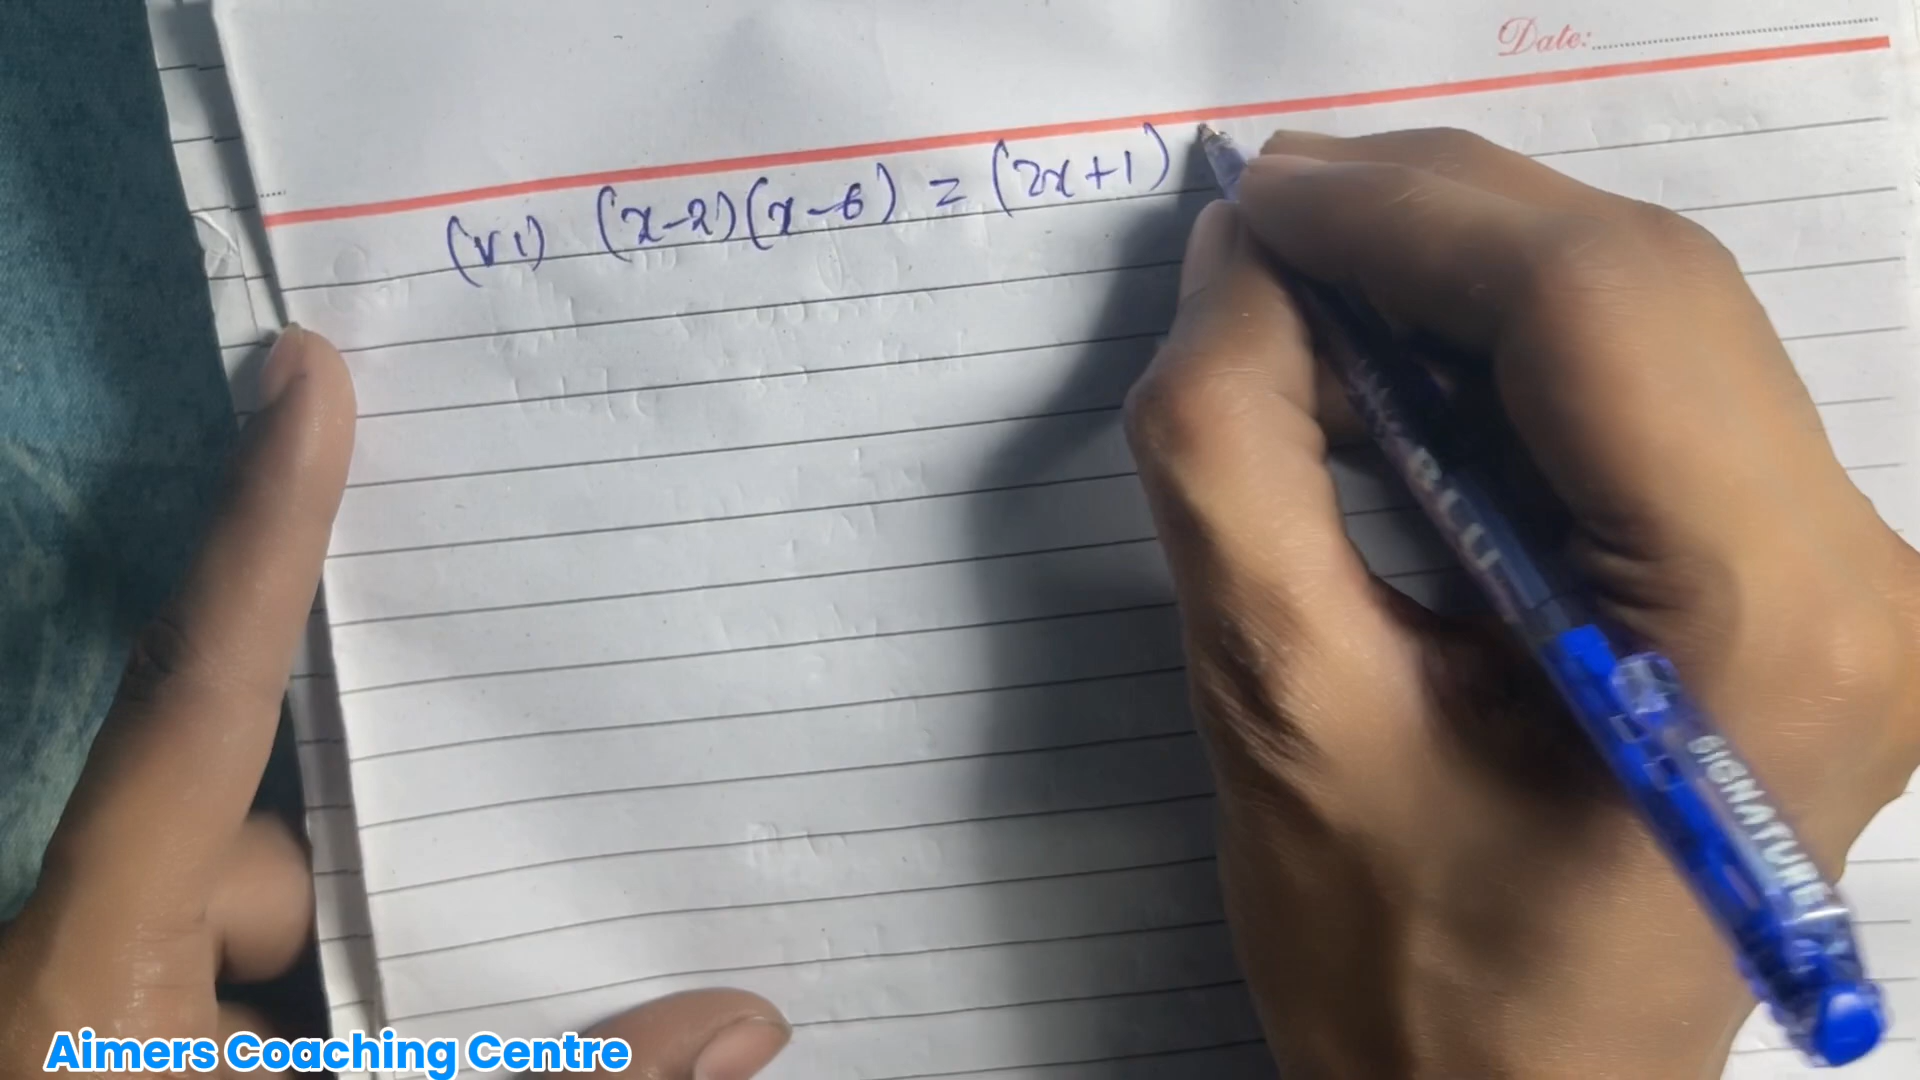 Date:
(vi) (x-2)(x-6) = (2x+1)
SIGNATURE
Aimers Coaching Centre